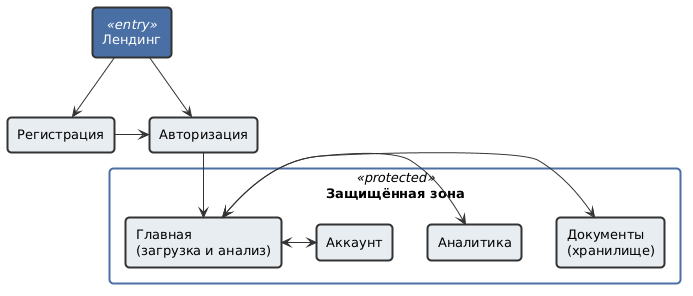 «entry»
Лендинг
Регистрация
Авторизация
«protected»
Защищённая зона
Главная
(загрузка и анализ)
Аккаунт
Аналитика
Документы
(хранилище)